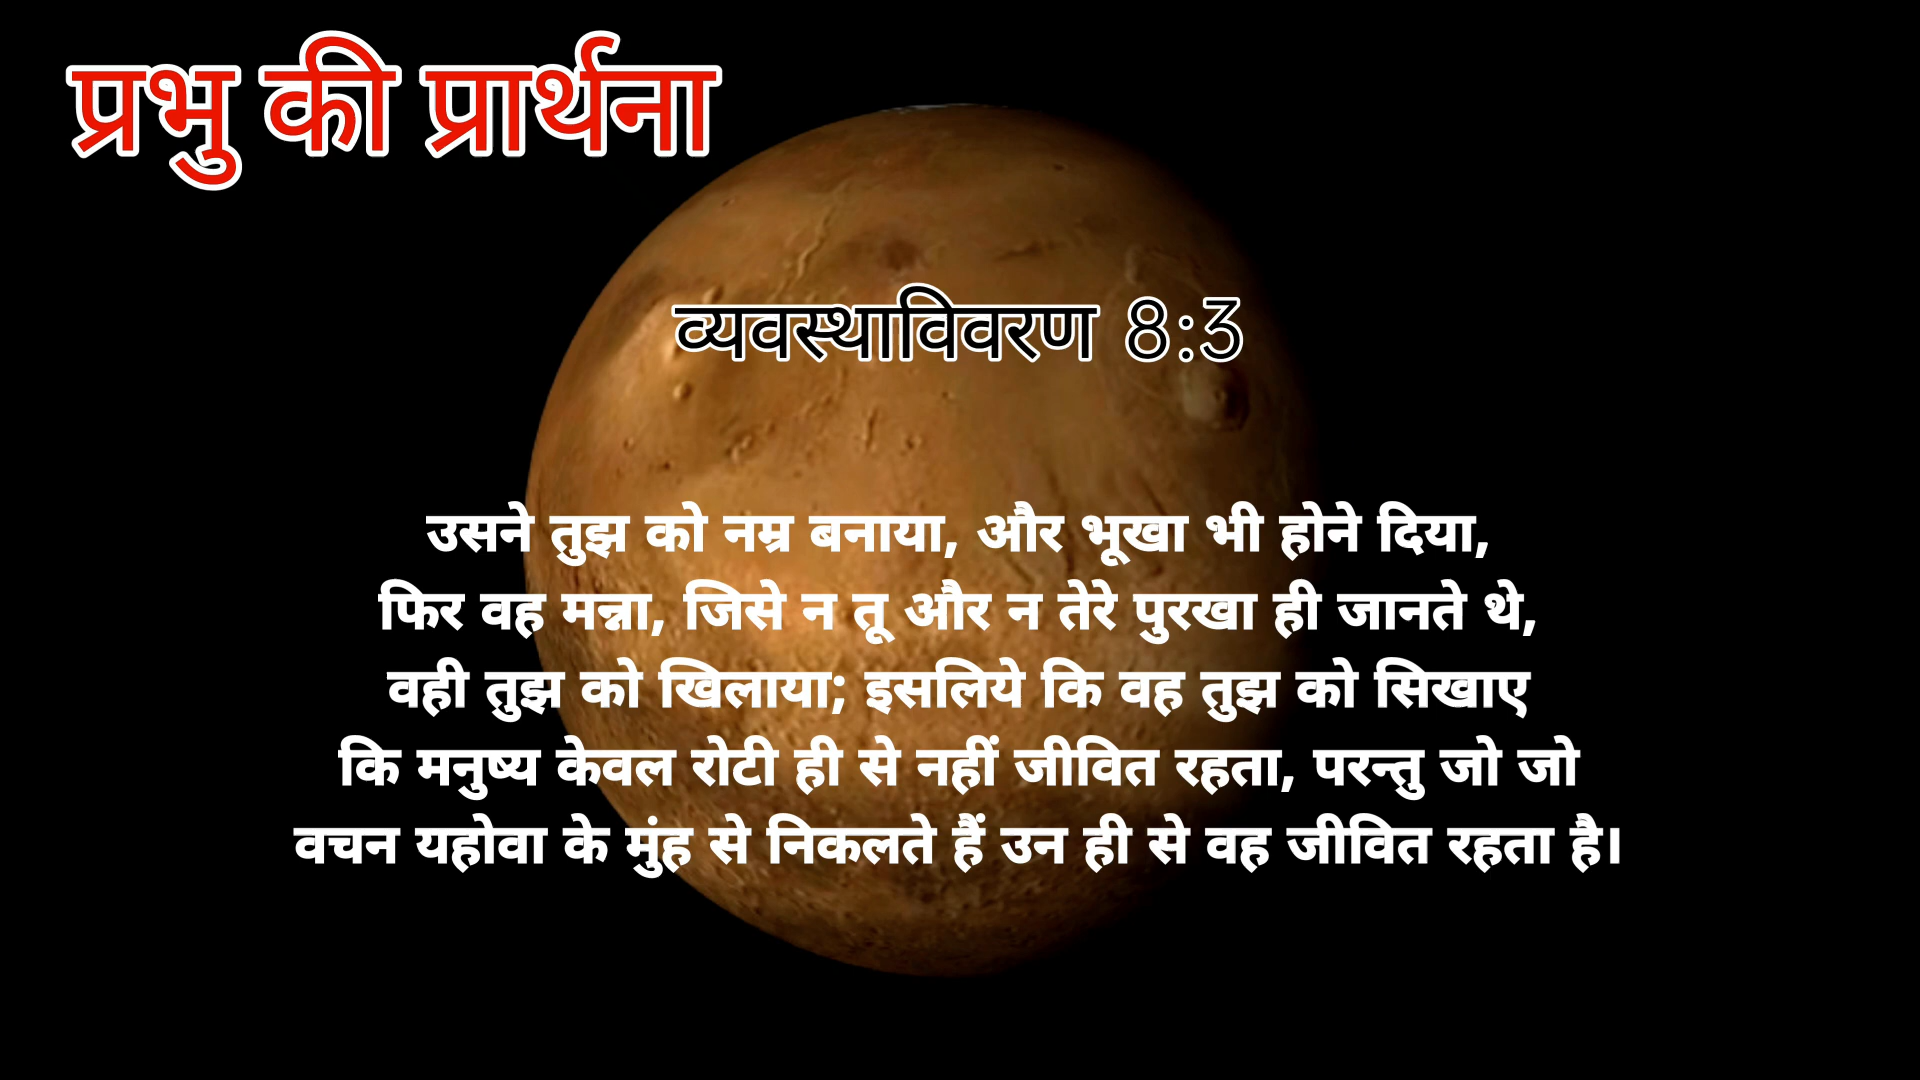 प्रभु की प्रार्थना
व्यवस्थाविवरण 8:3
उसने तुझ को नम्र बनाया, और भूखा भी होने दिया,
फिर वह मन्ना, जिसे न तू और न तेरे पुरखा ही जानते थे,
वही तुझ को खिलाया; इसलिये कि वह तुझ को सिखाए
कि मनुष्य केवल रोटी ही से नहीं जीवित रहता, परन्तु जो जो
वचन यहोवा के मुंह से निकलते हैं उन ही से वह जीवित रहता है।